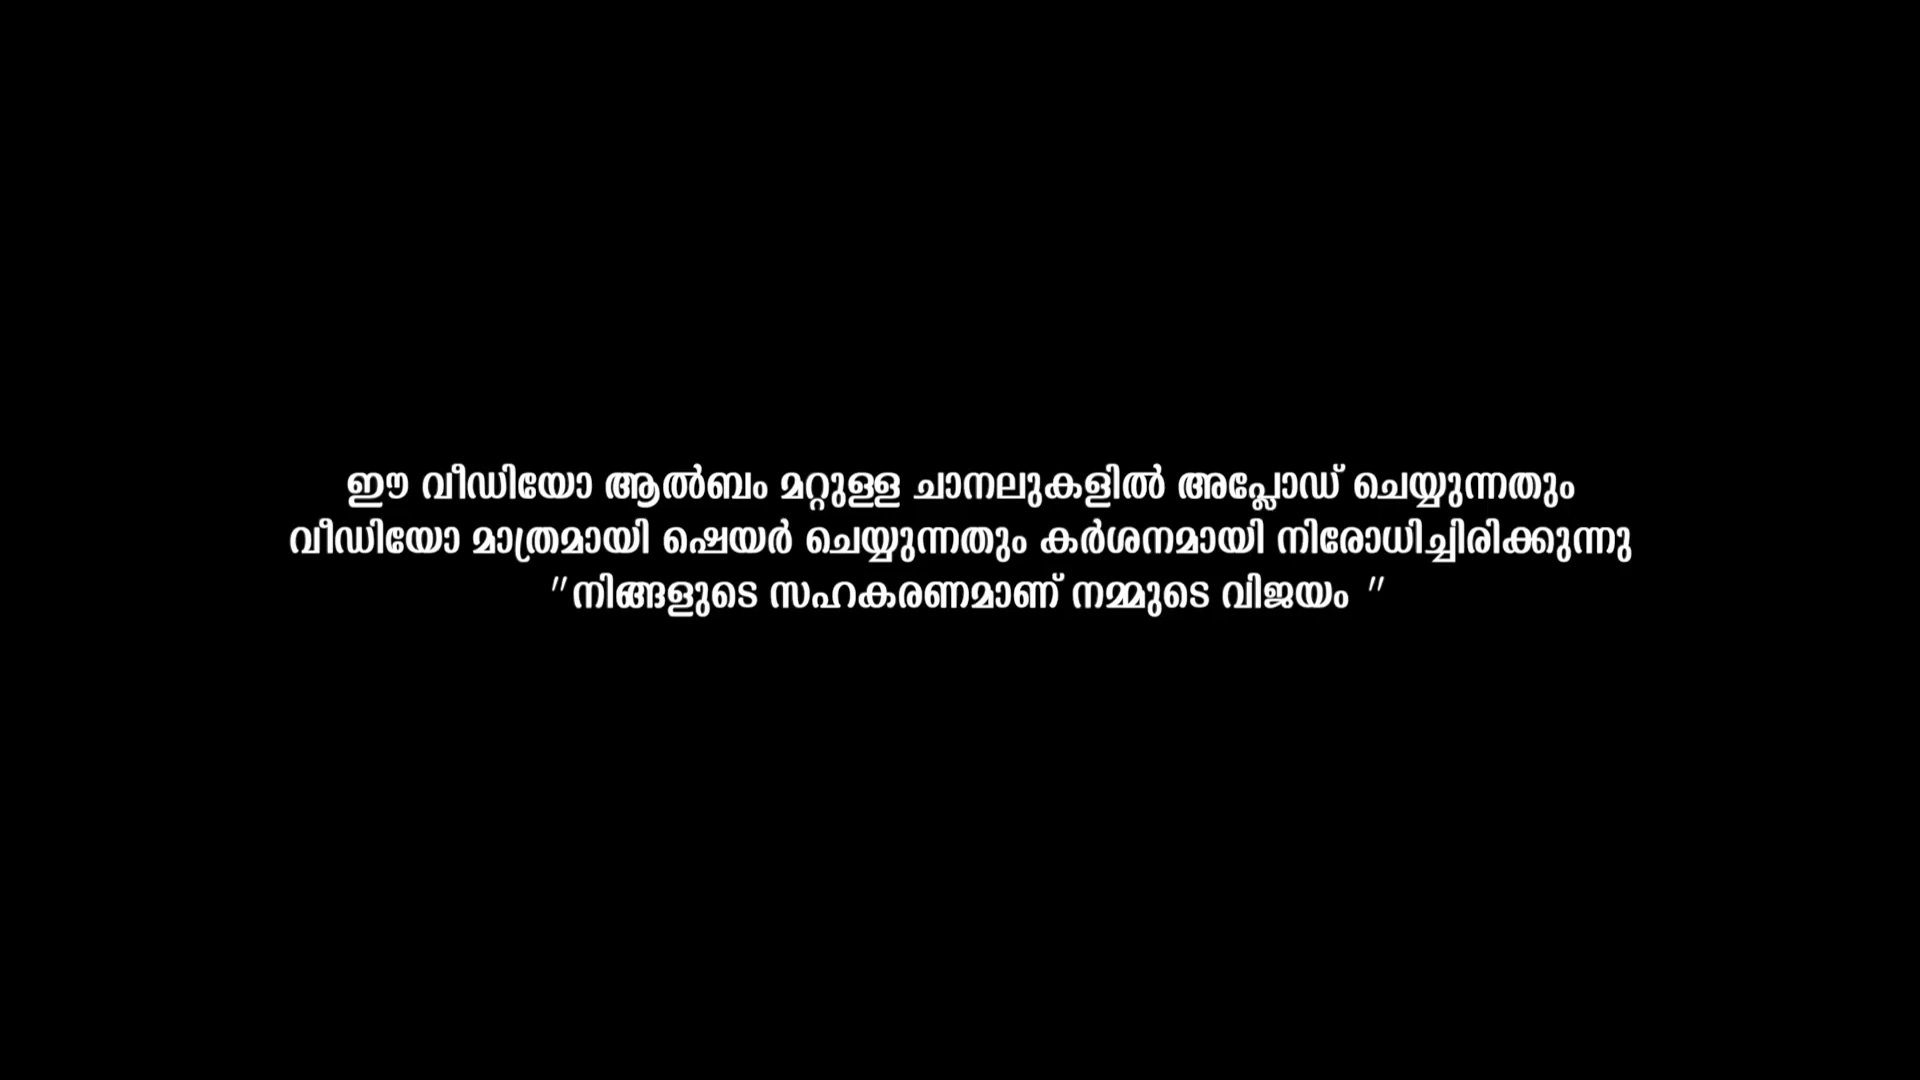 ഈ വീഡിയോ ആൽബം മറ്റുള്ള ചാനലുകളിൽ അപ്ലോഡ് ചെയ്യുന്നതും
വീഡിയോ മാത്രമായി ഷെയർ ചെയ്യുന്നതും കർശനമായി നിരോധിച്ചിരിക്കുന്നു
"നിങ്ങളുടെ സഹകരണമാണ് നമ്മുടെ വിജയം "